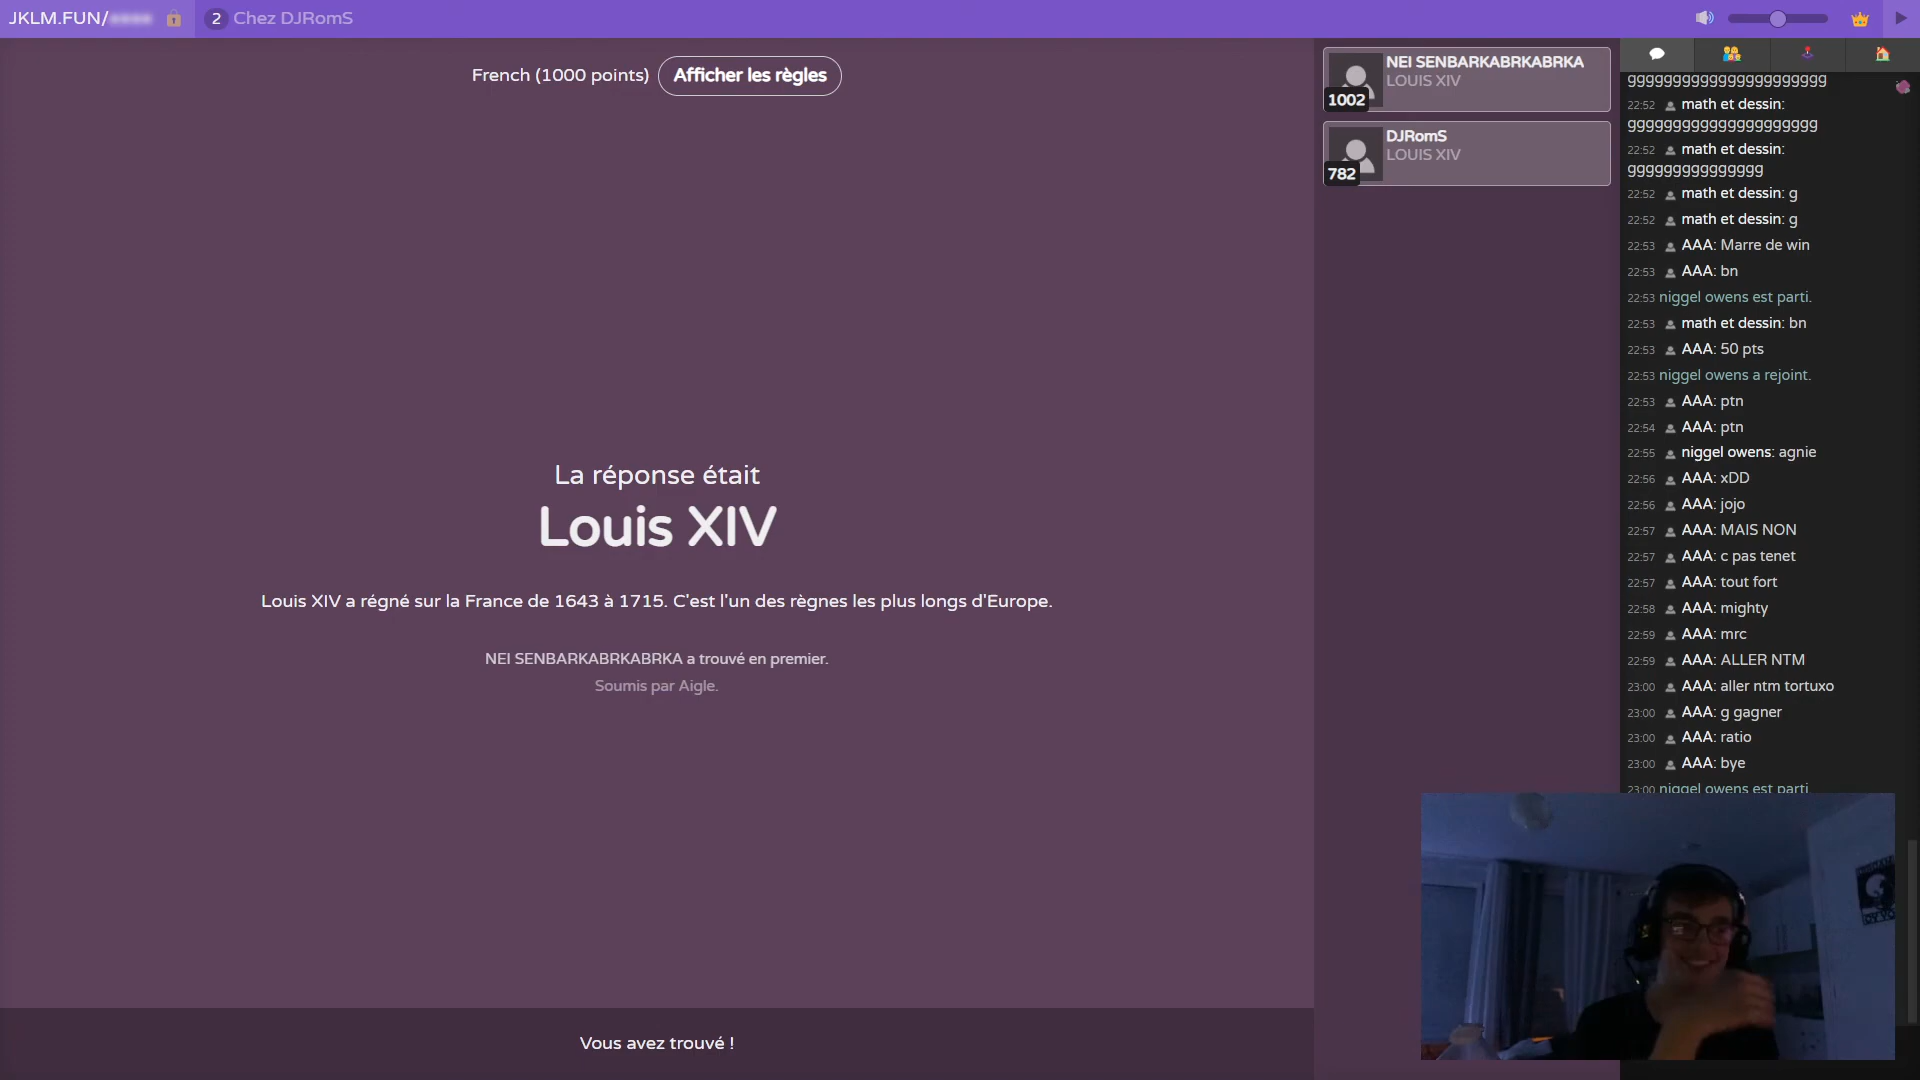 JKLM.FUN/
2 Chez DJRomS
French (1000 points) Afficher les règles
La réponse était
Louis XIV
Louis XIV a régné sur la France de 1643 à 1715. C'est l'un des règnes les plus longs d'Europe.
NEI SENBARKABRKABRKA a trouvé en premier.
Soumis par Aigle.
Vous avez trouvé !
NEI SENBARKABRKABRKA
LOUIS XIV
1002
DJRomS
LOUIS XIV
782
gggggggggggggggggggggg
22:52 math et dessin:
ggggggggggggggggggggg
22:52 math et dessin:
ggggggggggggggg
22:52 math et dessin: g
22:52 math et dessin: g
22:53 AAA: Marre de win
22:53 AAA: bn
22:53 niggel owens est parti.
22:53 math et dessin: bn
22:53 AAA: 50 pts
22:53 niggel owens a rejoint.
22:53 AAA: ptn
22:54 AAA: ptn
22:55 niggel owens: agnie
22:56 AAA: xDD
22:56 AAA: jojo
22:57 AAA: MAIS NON
22:57 AAA: c pas tenet
22:57 AAA: tout fort
22:58 AAA: mighty
22:59 AAA: mrc
22:59 AAA: ALLER NTM
23:00 AAA: aller ntm tortuxo
23:00 AAA: g gagner
23:00 AAA: ratio
23:00 AAA: bye
23:00 niggel owens est parti.